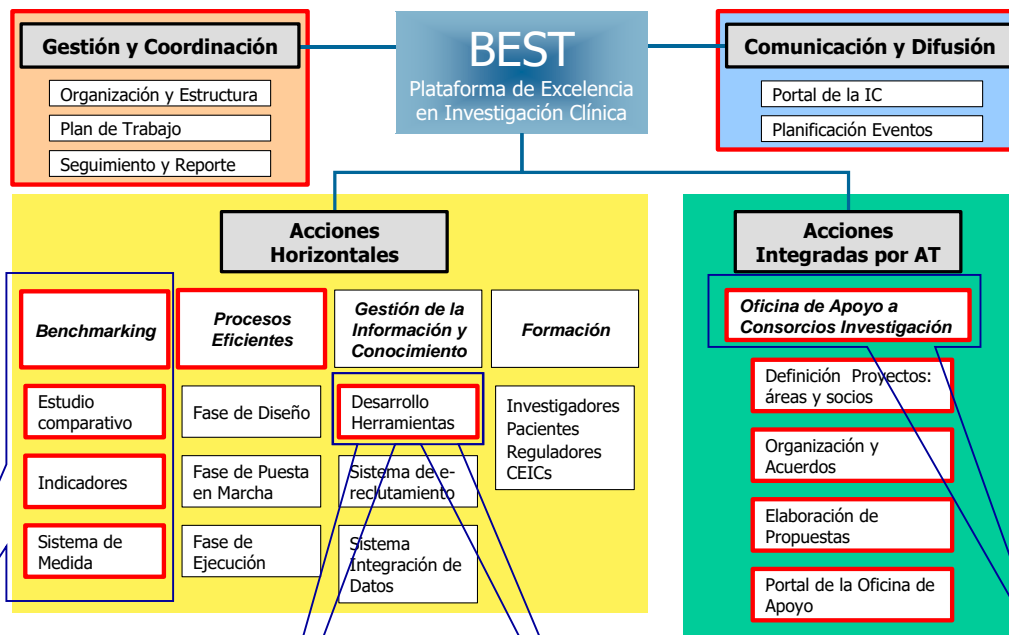 Gestión y Coordinación
Organización y Estructura
Plan de Trabajo
Seguimiento y Reporte
BEST
Plataforma de Excelencia
en Investigación Clínica
Comunicación y Difusión
Portal de la IC
Planificación Eventos
Acciones
Horizontales
Benchmarking
Estudio
comparativo
Indicadores
Sistema de
Medida
Procesos
Eficientes
Fase de Diseño
Fase de Puesta
en Marcha
Fase de
Ejecución
Gestión de la
Información y
Conocimiento
Desarrollo
Herramientas
Sistema de e-
reclutamiento
Sistema
Integración de
Datos
Formación
Investigadores
Pacientes
Reguladores
CEICs
Acciones
Integradas por AT
Oficina de Apoyo a
Consorcios Investigación
Definición Proyectos:
áreas y socios
Organización y
Acuerdos
Elaboración de
Propuestas
Portal de la Oficina de
Apoyo